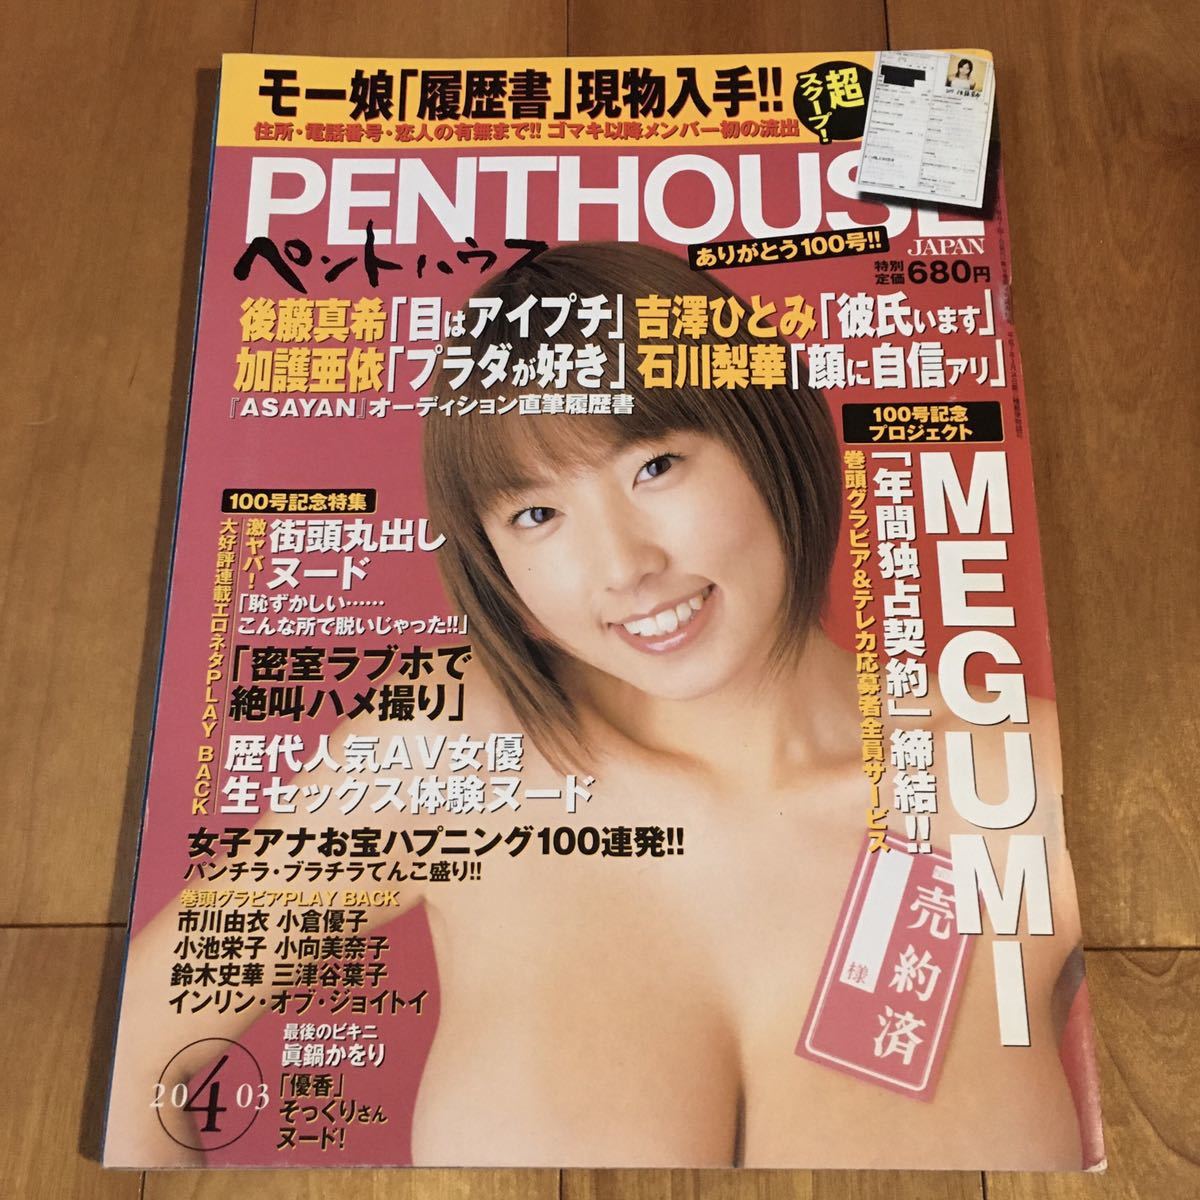 モー娘「履歴書」現物入手!!
住所・電話番号・恋人の有無まで!! ゴマキ以降メンバー初の流出
超スクープ!
PENTHOUSE
JAPAN
ペントハウス
ありがとう100号!!
特別定価680円
後藤真希「目はアイプチ」吉澤ひとみ「彼氏います」
加護亜依「プラダが好き」石川梨華「顔に自信アリ」
『ASAYAN』オーディション直筆履歴書
100号記念
プロジェクト
MEGUMI
「年間独占契約」締結!!
巻頭グラビア&テレカ応募者全員サービス
100号記念特集
大好評連載エロネタPLAY BACK
激ヤバ!
街頭丸出し
ヌード
「恥ずかしい……
こんな所で脱いじゃった!!」
「密室ラブホで
絶叫ハメ撮り」
歴代人気AV女優
生セックス体験ヌード
女子アナお宝ハプニング100連発!!
パンチラ・ブラチラてんこ盛り!!
巻頭グラビアPLAY BACK
市川由衣 小倉優子
小池栄子 小向美奈子
鈴木史華 三津谷葉子
インリン・オブ・ジョイトイ
最後のビキニ
眞鍋かをり
「優香」
そっくりさん
ヌード!
売約済
様
20 4 03